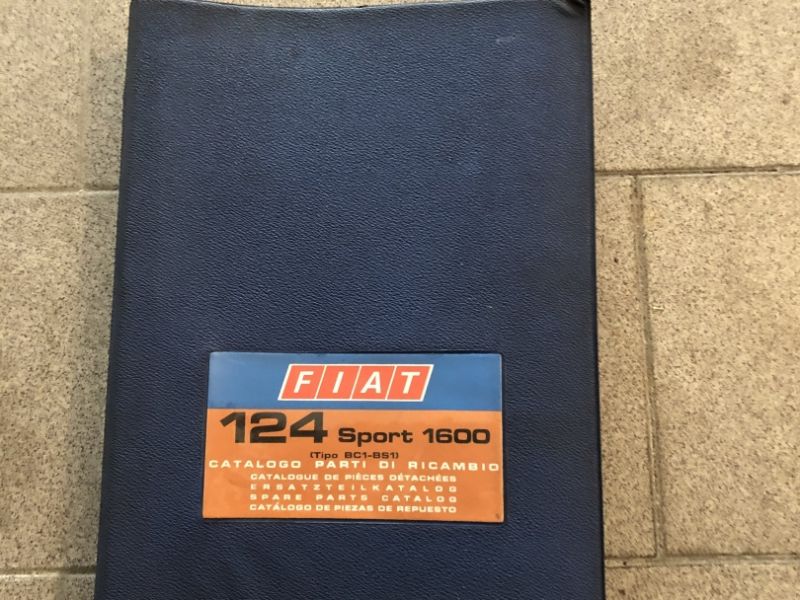 FIAT
124 Sport 1600
(Tipo BC1-BS1)
CATALOGO PARTI DI RICAMBIO
CATALOGUE DE PIÈCES DÉTACHÉES
ERSATZTEILKATALOG
SPARE PARTS CATALOG
CATÁLOGO DE PIEZAS DE REPUESTO